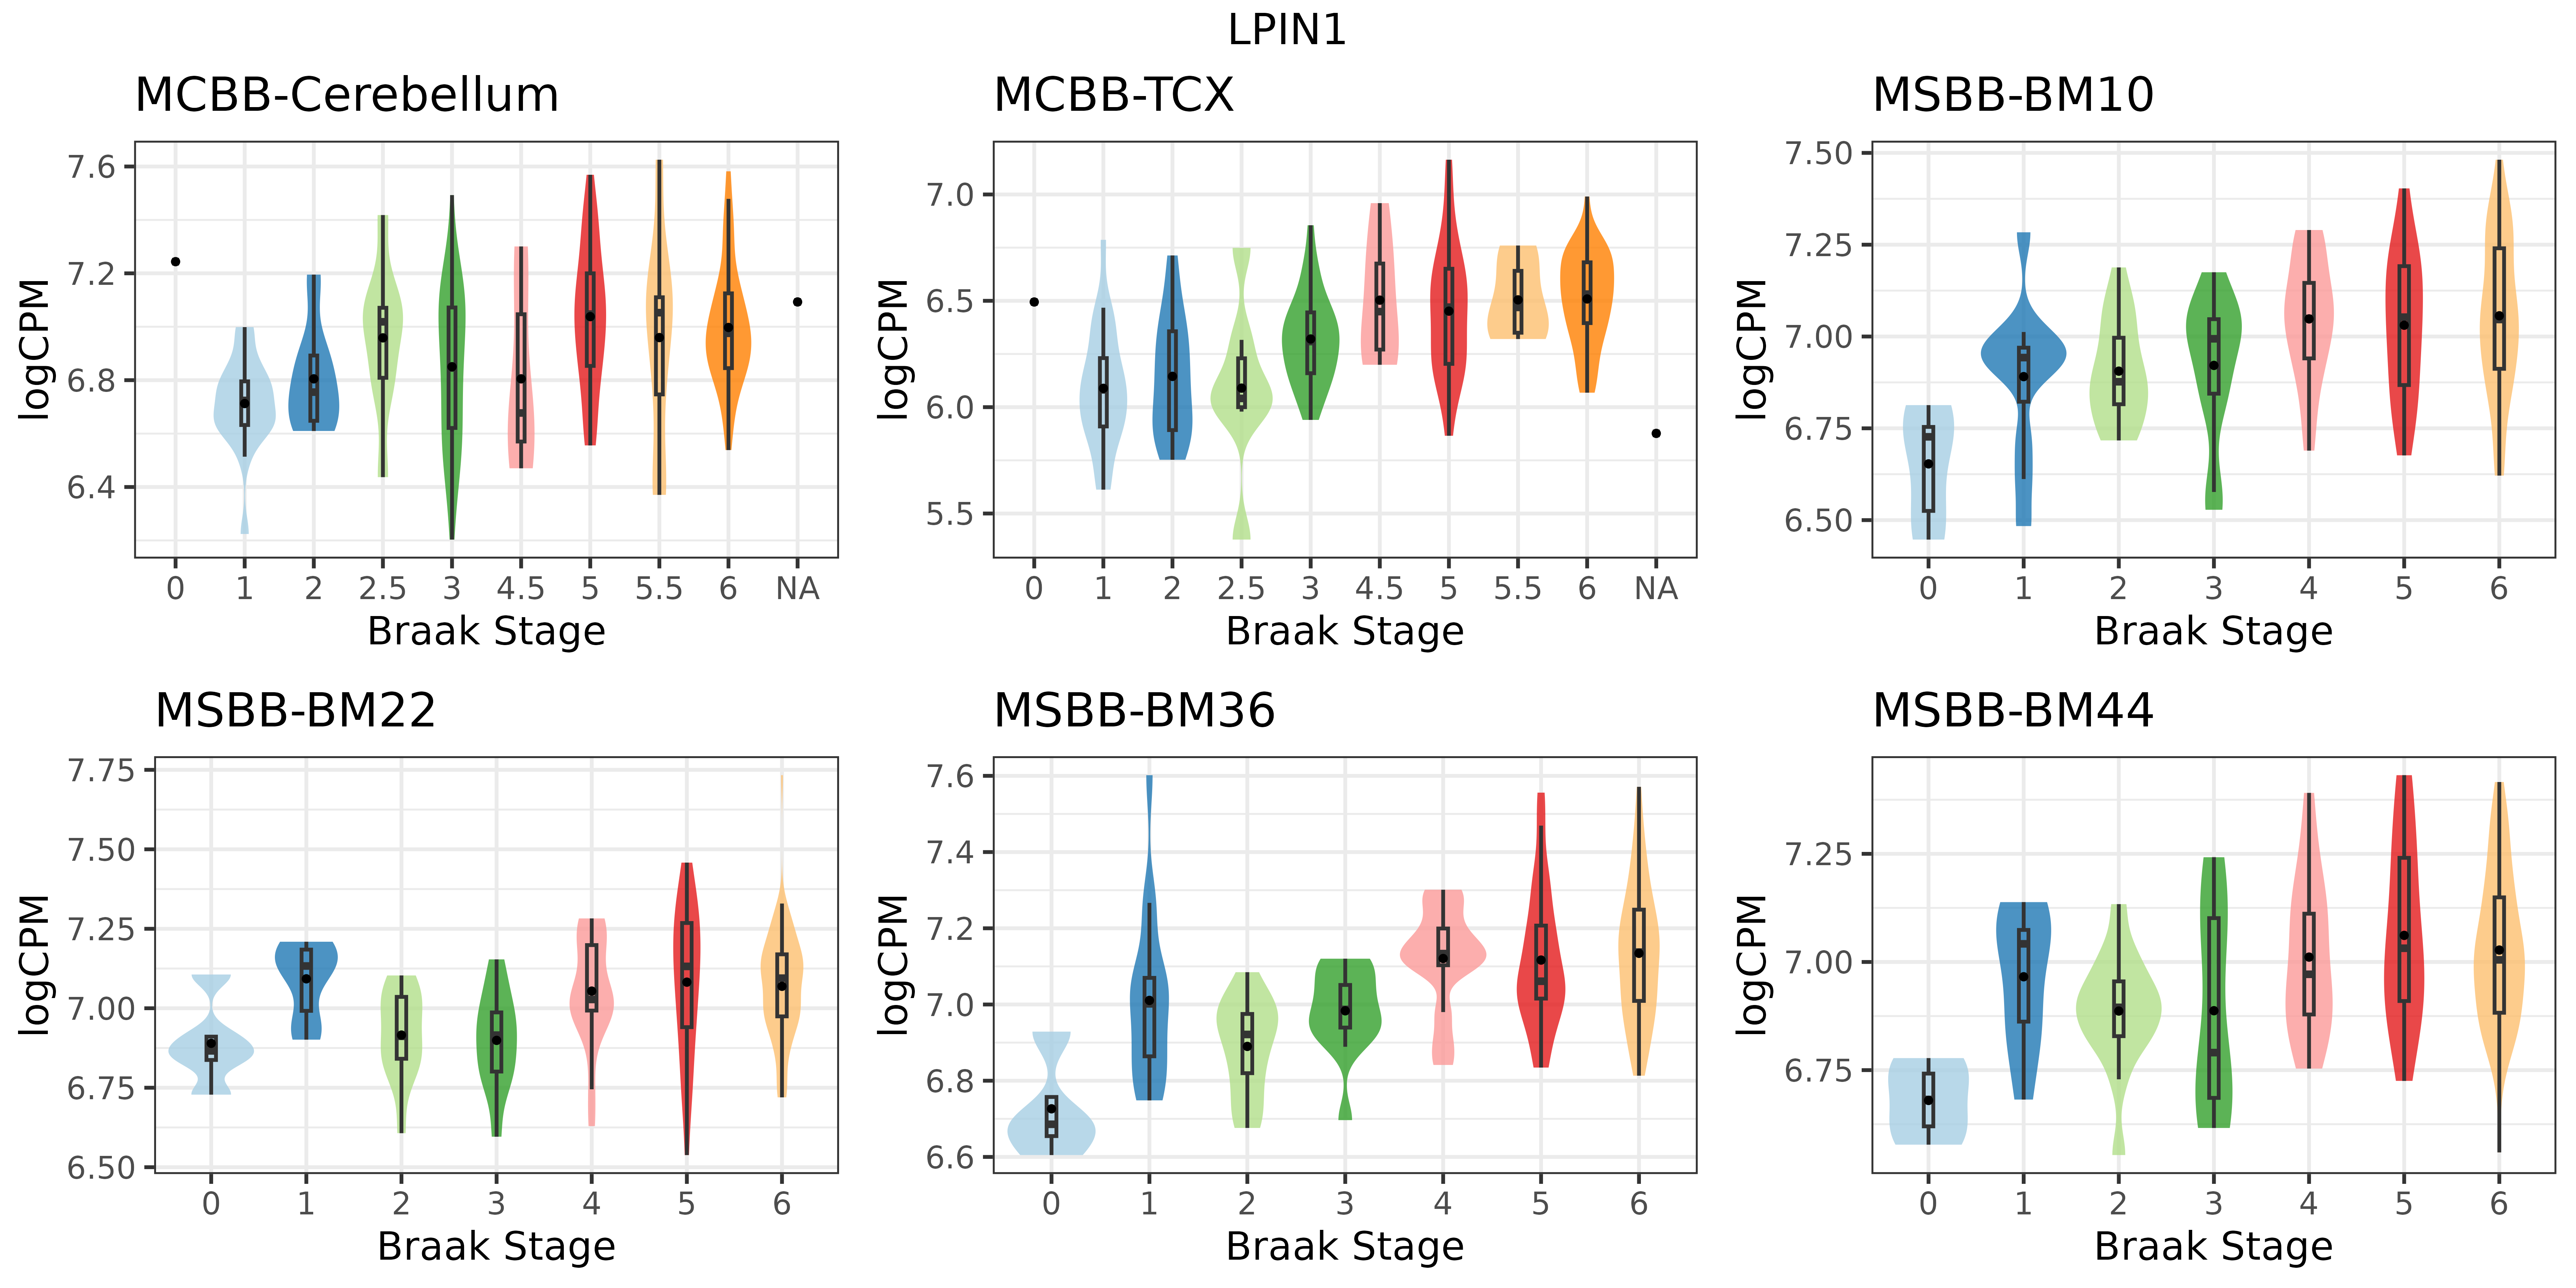 LPIN1
MCBB-Cerebellum
7.6
7.2
6.8
6.4
logCPM
0 1 2 2.5 3 4.5 5 5.5 6 NA
Braak Stage
MCBB-TCX
7.0
6.5
6.0
5.5
logCPM
0 1 2 2.5 3 4.5 5 5.5 6 NA
Braak Stage
MSBB-BM10
7.50
7.25
7.00
6.75
6.50
logCPM
0 1 2 3 4 5 6
Braak Stage
MSBB-BM22
7.75
7.50
7.25
7.00
6.75
6.50
logCPM
0 1 2 3 4 5 6
Braak Stage
MSBB-BM36
7.6
7.4
7.2
7.0
6.8
6.6
logCPM
0 1 2 3 4 5 6
Braak Stage
MSBB-BM44
7.25
7.00
6.75
logCPM
0 1 2 3 4 5 6
Braak Stage